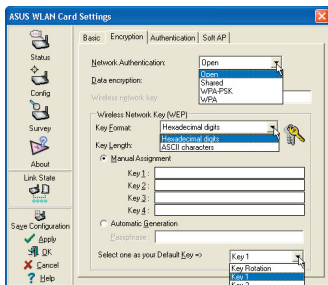 ASUS WLAN Card Settings
Status
Config
Survey
About
Link State
Save Configuration
Apply
OK
Cancel
Help
Basic Encryption Authentication Soft AP
Network Authentication: Open
Open
Shared
WPA-PSK
WPA
Data encryption:
Wireless network key:
Wireless Network Key (WEP)
Key Format: Hexadecimal digits
Hexadecimal digits
ASCII characters
Key Length:
Manual Assignment
Key 1:
Key 2:
Key 3:
Key 4:
Automatic Generation
Passphrase:
Select one as your Default Key => Key 1
Key Rotation
Key 1
Key 2